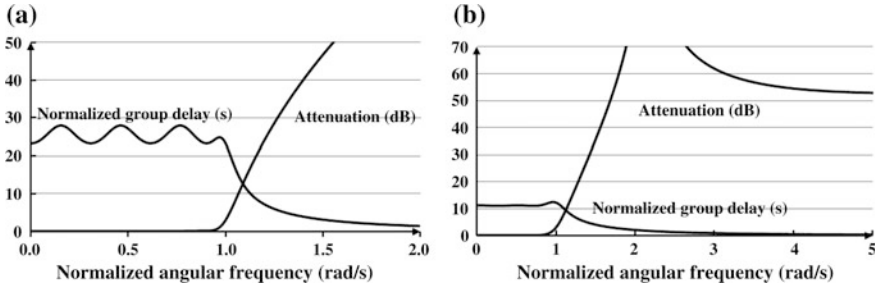 (a)
50
40
30
20
10
0
Normalized group delay (s)
Attenuation (dB)
0.0 0.5 1.0 1.5 2.0
Normalized angular frequency (rad/s)
(b)
70
60
50
40
30
20
10
0
Attenuation (dB)
Normalized group delay (s)
0 1 2 3 4 5
Normalized angular frequency (rad/s)